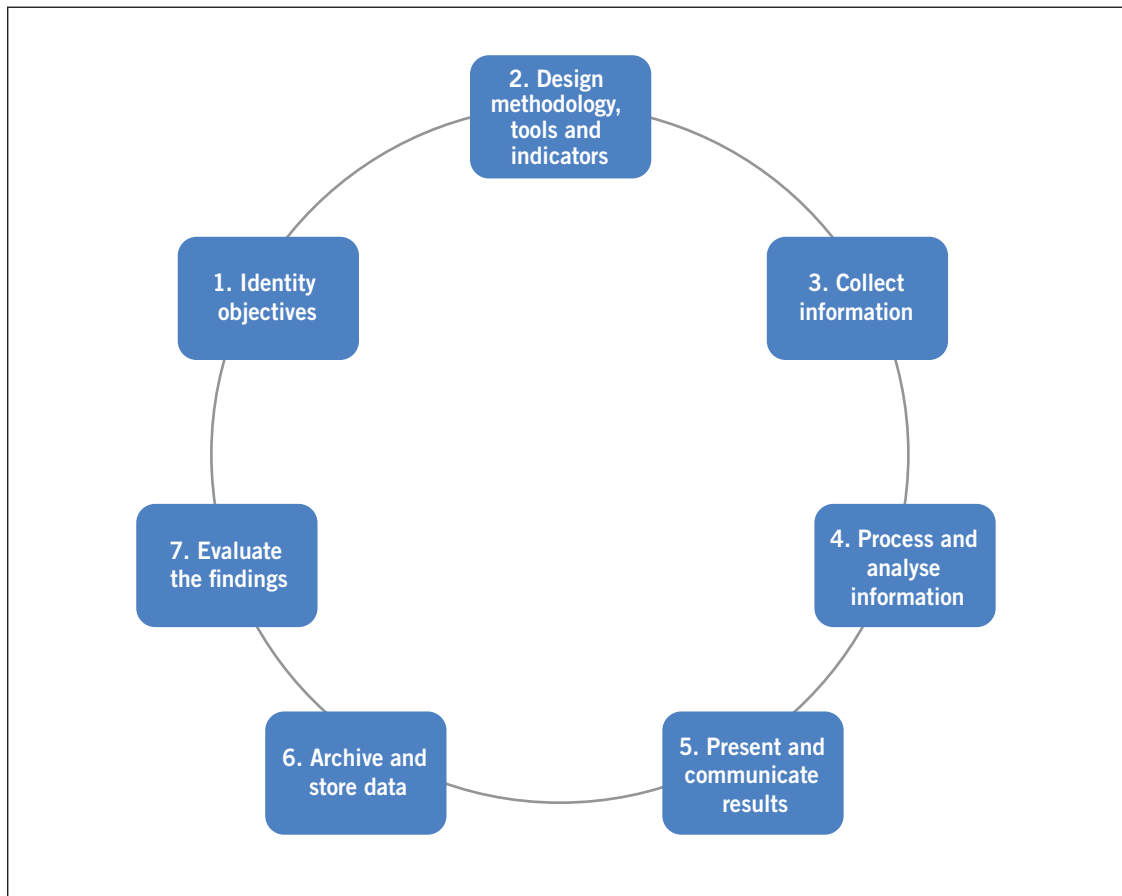 1. Identity
objectives
2. Design
methodology,
tools and
indicators
3. Collect
information
4. Process and
analyse
information
5. Present and
communicate
results
6. Archive and
store data
7. Evaluate
the findings